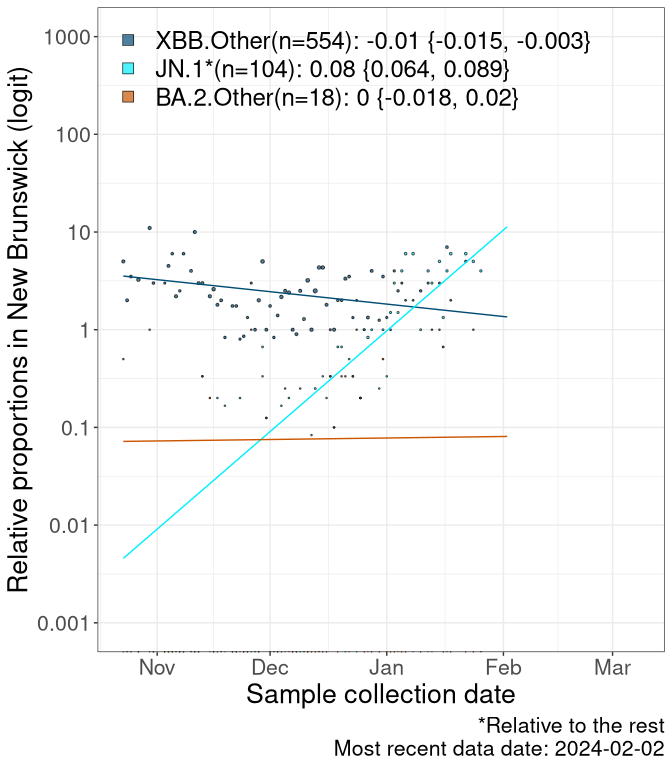 XBB.Other(n=554): -0.01 {-0.015, -0.003}
JN.1*(n=104): 0.08 {0.064, 0.089}
BA.2.Other(n=18): 0 {-0.018, 0.02}
Relative proportions in New Brunswick (logit)
1000
100
10
1
0.1
0.01
0.001
Nov Dec Jan Feb Mar
Sample collection date
*Relative to the rest
Most recent data date: 2024-02-02